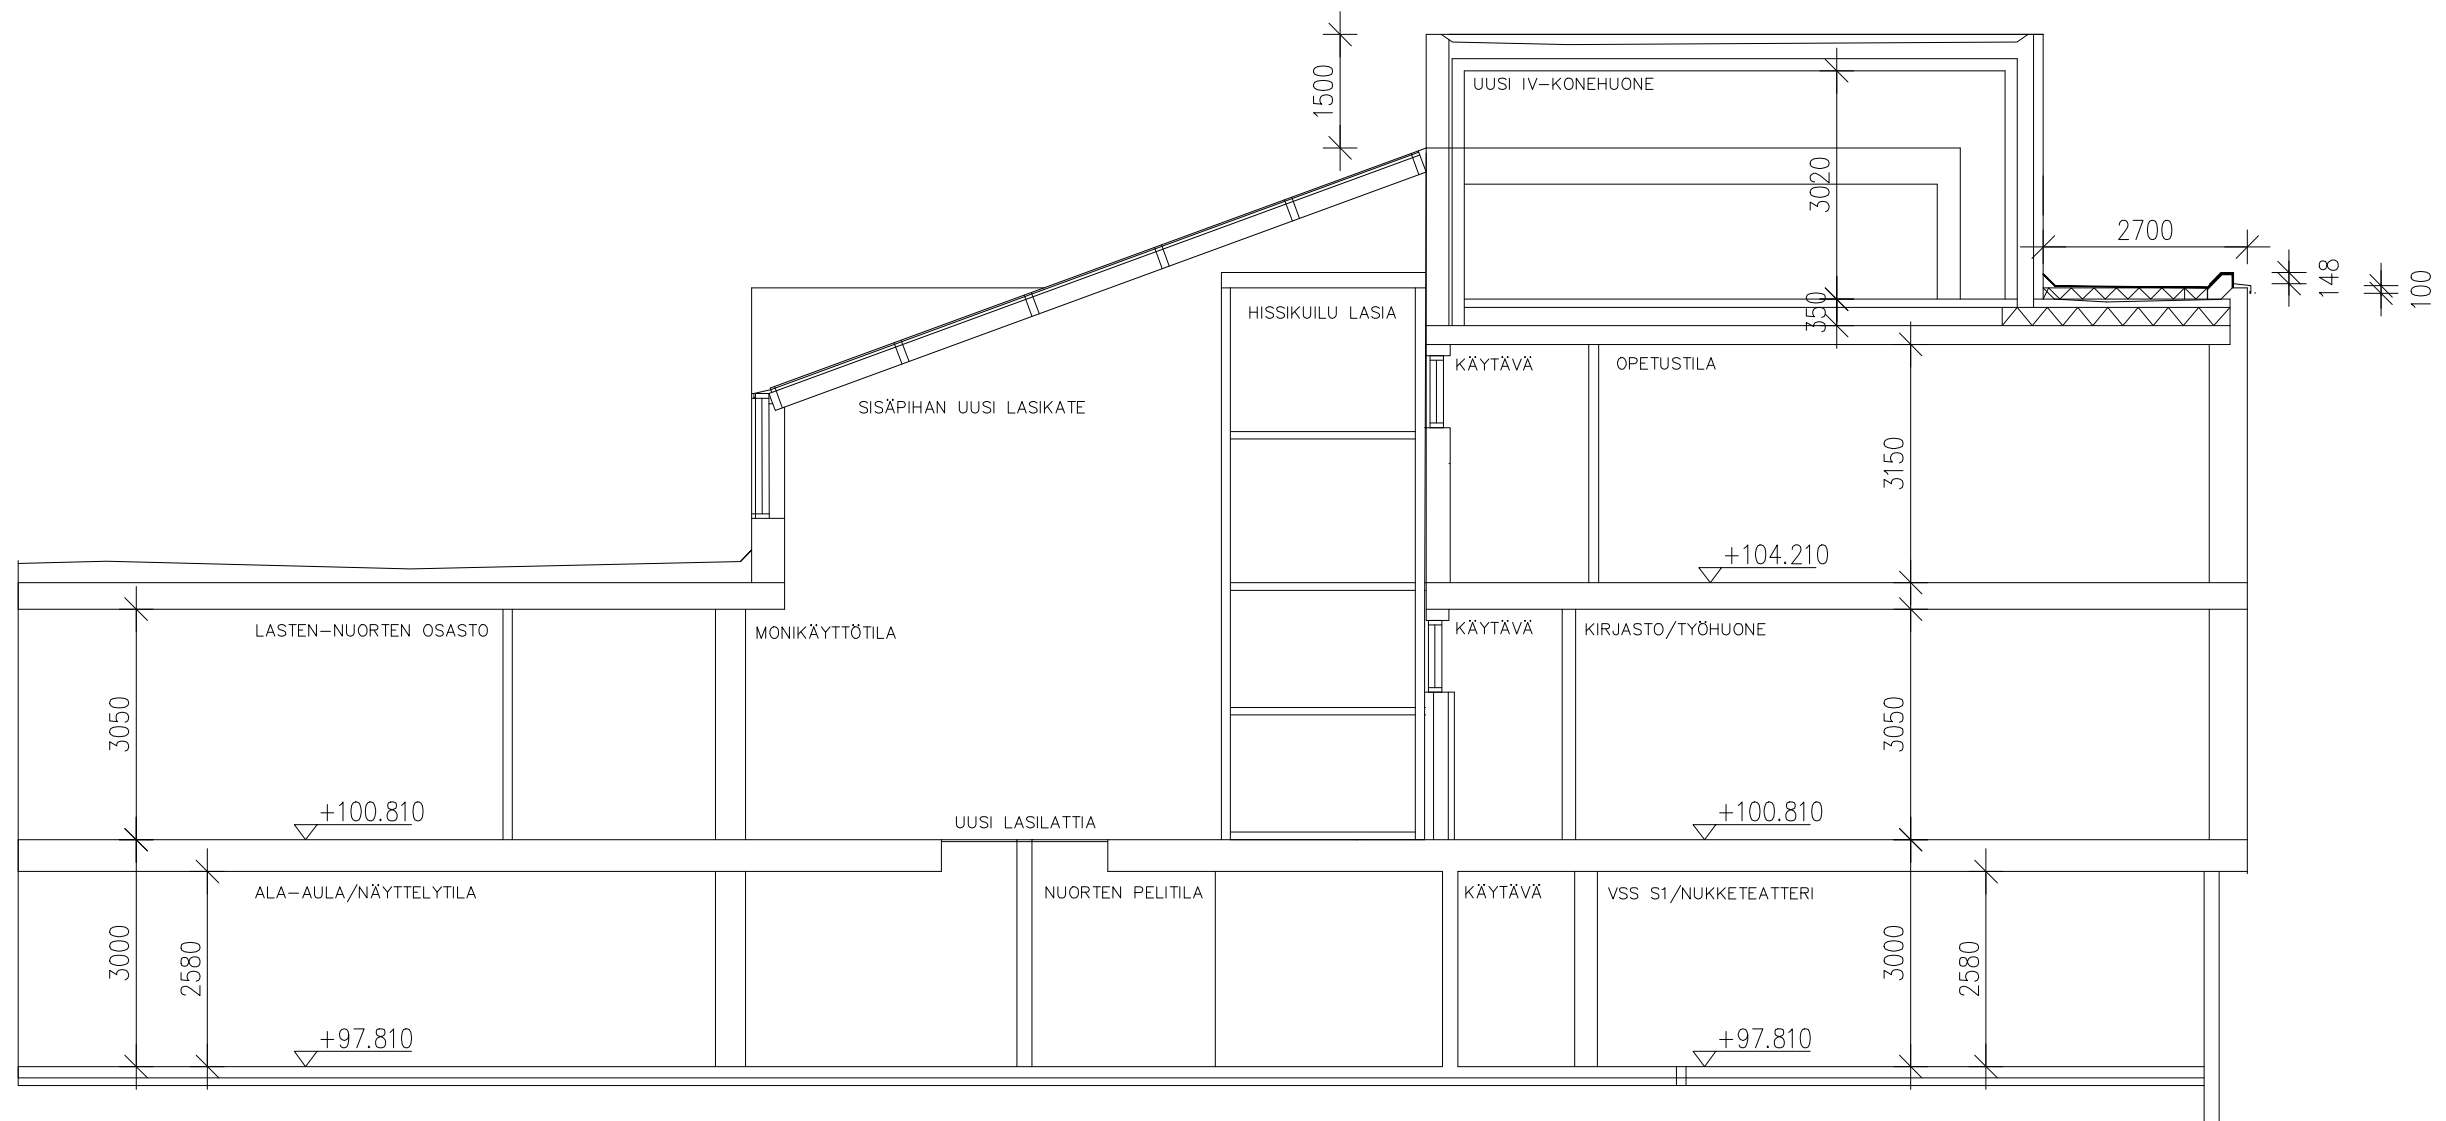 1500
UUSI IV-KONEHUONE
3020
2700
148
100
350
HISSIKUILU LASIA
KÄYTÄVÄ
OPETUSTILA
SISÄPIHAN UUSI LASIKATE
3150
+104.210
LASTEN-NUORTEN OSASTO
MONIKÄYTTÖTILA
KÄYTÄVÄ
KIRJASTO/TYÖHUONE
3050
3050
+100.810
UUSI LASILATTIA
+100.810
ALA-AULA/NÄYTTELYTILA
NUORTEN PELITILA
KÄYTÄVÄ
VSS S1/NUKKETEATTERI
3000
2580
3000
2580
+97.810
+97.810